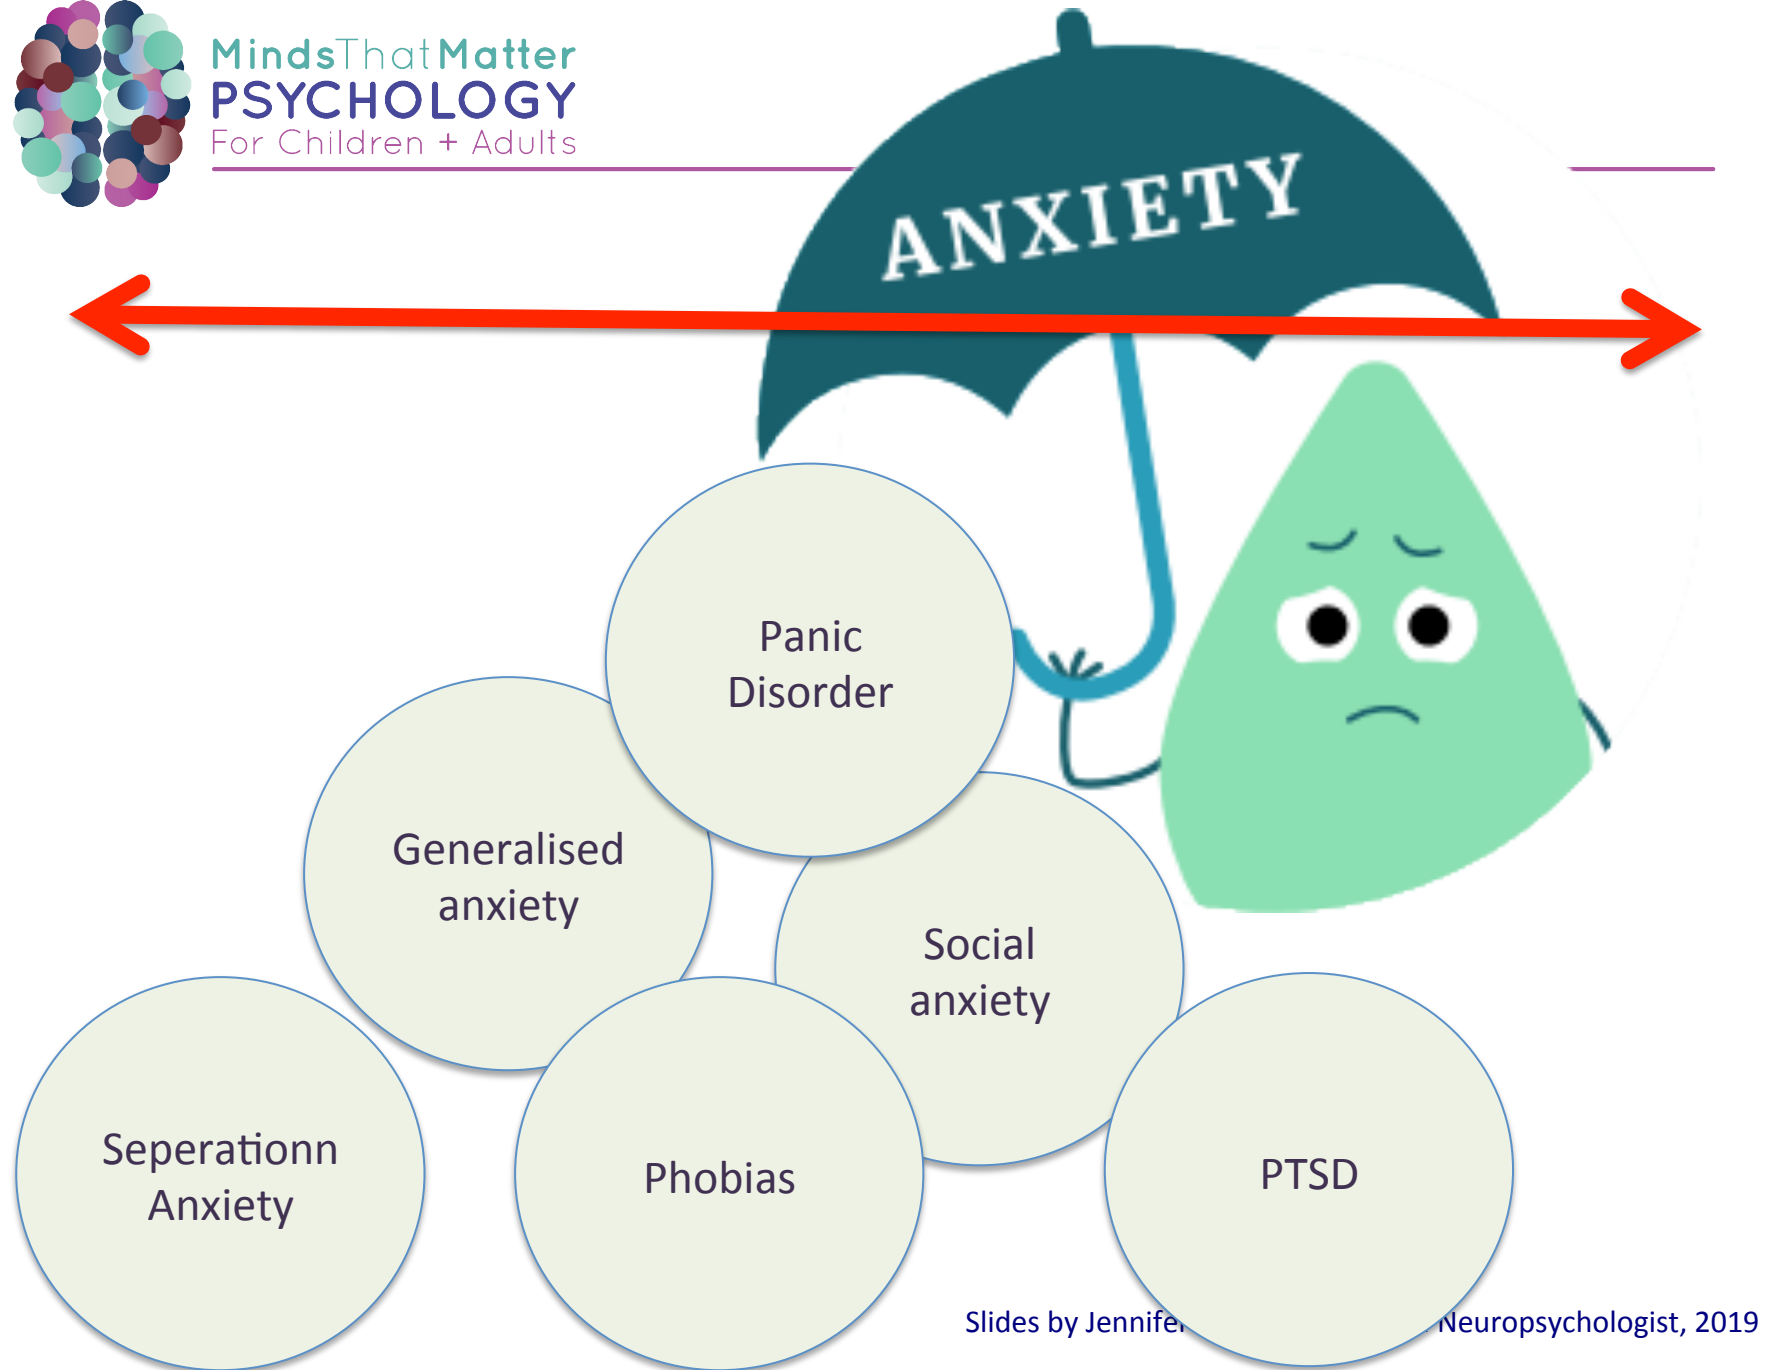 MindsThatMatter
PSYCHOLOGY
For Children + Adults
ANXIETY
Panic
Disorder
Generalised
anxiety
Social
anxiety
Seperationn
Anxiety
Phobias
PTSD
Slides by Neuropsychologist, 2019